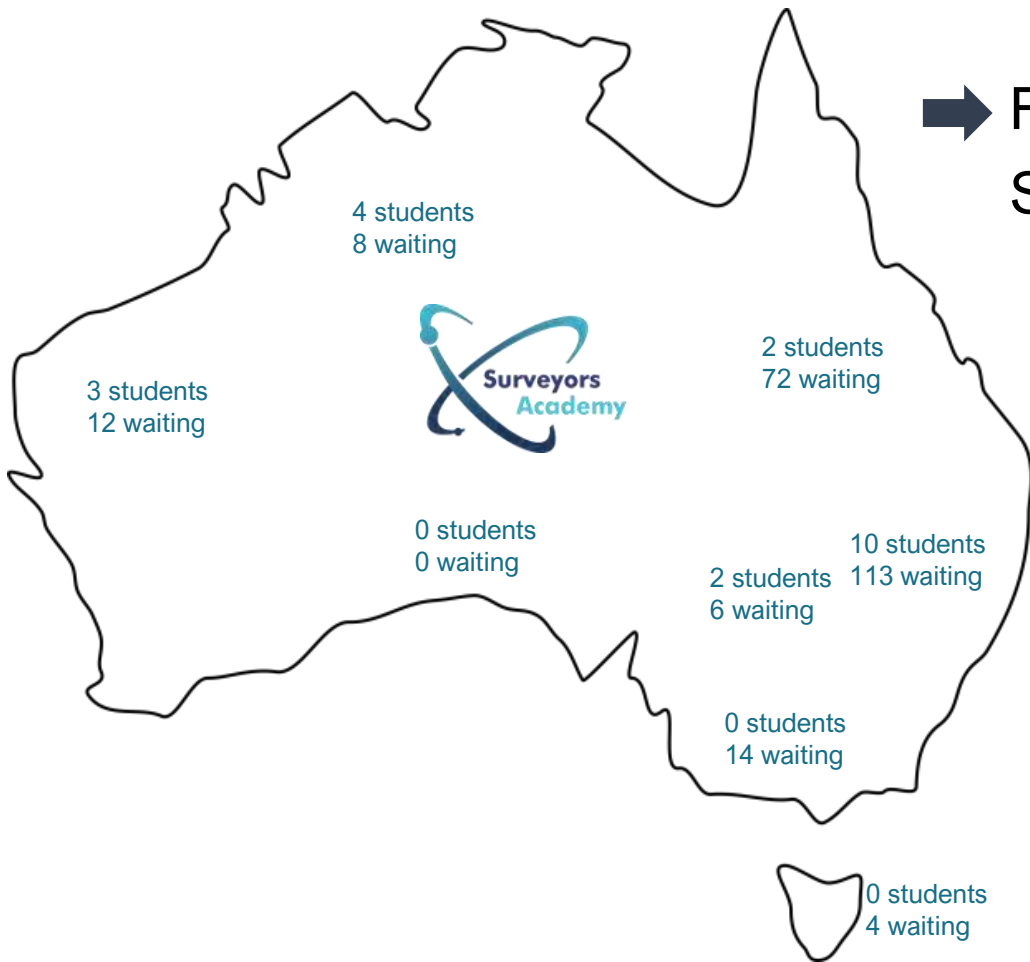 F
S
4 students
8 waiting
Surveyors
Academy
2 students
72 waiting
3 students
12 waiting
0 students
0 waiting
10 students
113 waiting
2 students
6 waiting
0 students
14 waiting
0 students
4 waiting